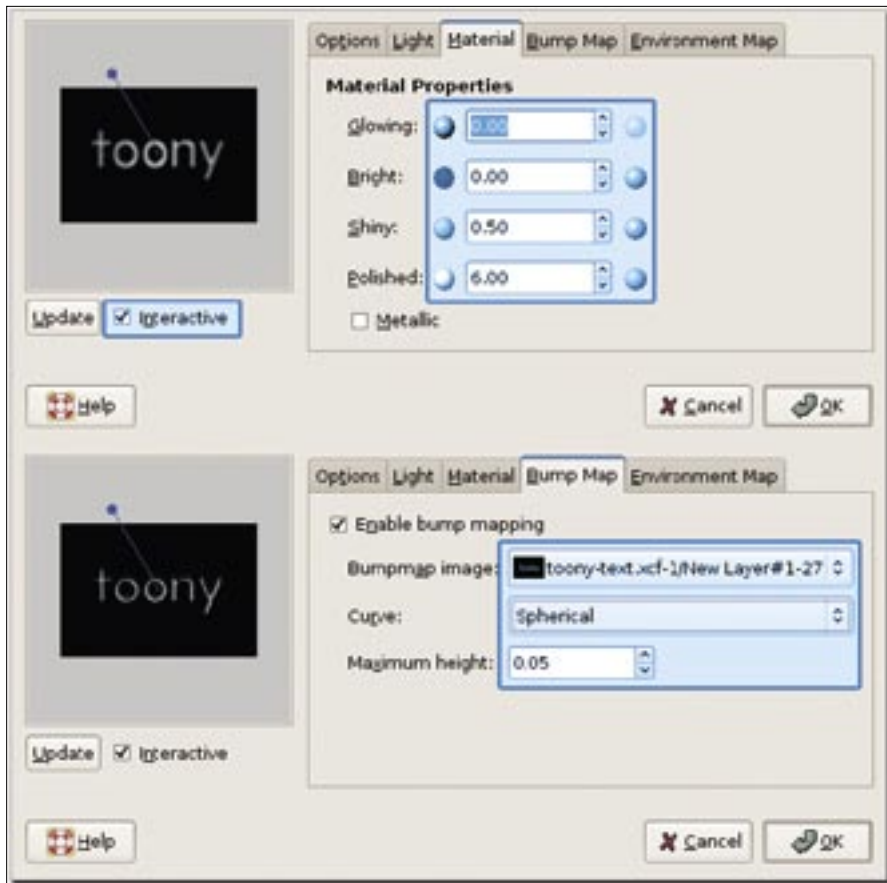 Options Light Material Bump Map Environment Map
Material Properties
toony
Glowing: 0.00
Bright: 0.00
Shiny: 0.50
Polished: 6.00
Update Interactive
Metallic
Help Cancel OK
Options Light Material Bump Map Environment Map
Enable bump mapping
Bumpmap image: toony-text.xcf-1/New Layer#1-27
toony
Curve: Spherical
Maximum height: 0.05
Update Interactive
Help Cancel OK